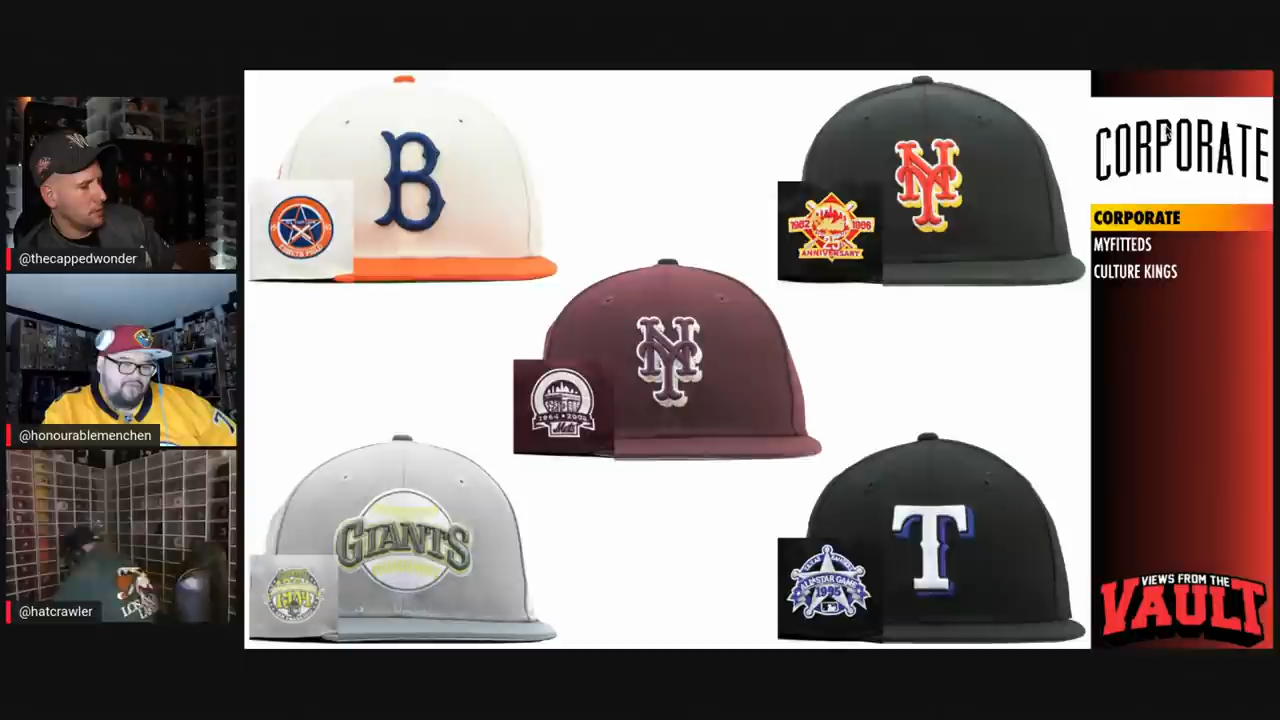 @thecappedwonder
@honourablemenchen
@hatcrawler
B
NY
1962 1986
25
ANNIVERSARY
NY
1964 • 2008
Mets
GIANTS
T
ALL STAR GAME
1995
CORPORATE
CORPORATE
MYFITTEDS
CULTURE KINGS
VIEWS FROM THE
VAULT